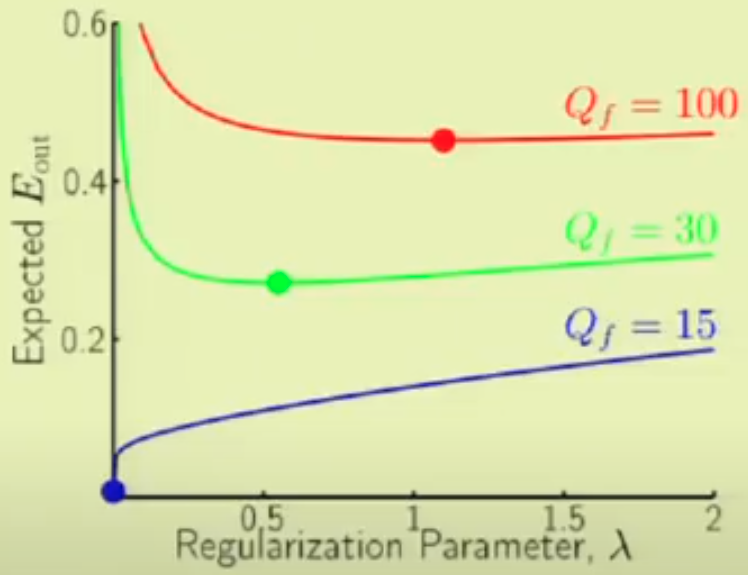 0.6
Q_f = 100
0.4
Expected E_out
Q_f = 30
0.2
Q_f = 15
0.5 1 1.5 2
Regularization Parameter, λ